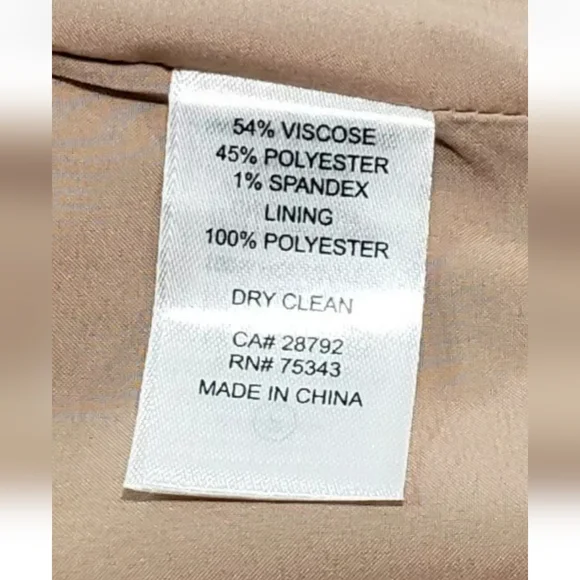 54% VISCOSE
45% POLYESTER
1% SPANDEX
LINING
100% POLYESTER
DRY CLEAN
CA# 28792
RN# 75343
MADE IN CHINA